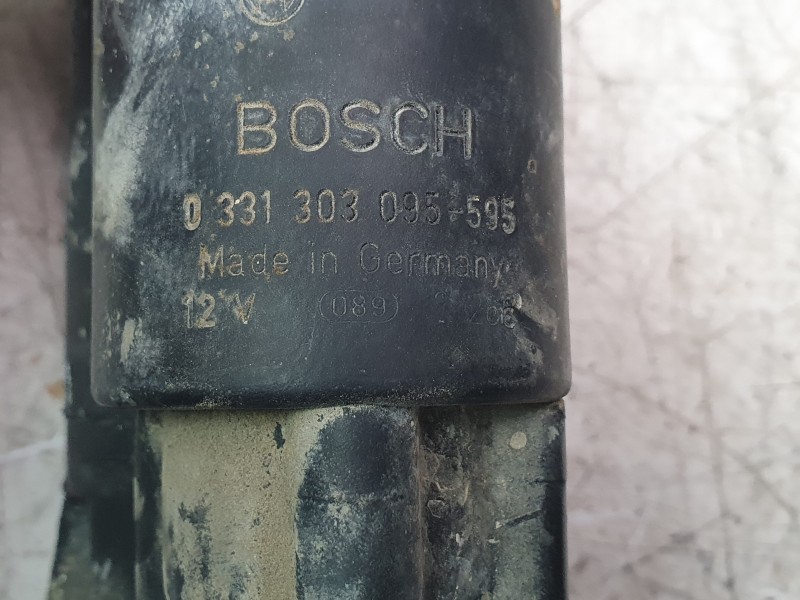 BOSCH
0 331 303 095-595
Made in Germany
12 V (089)